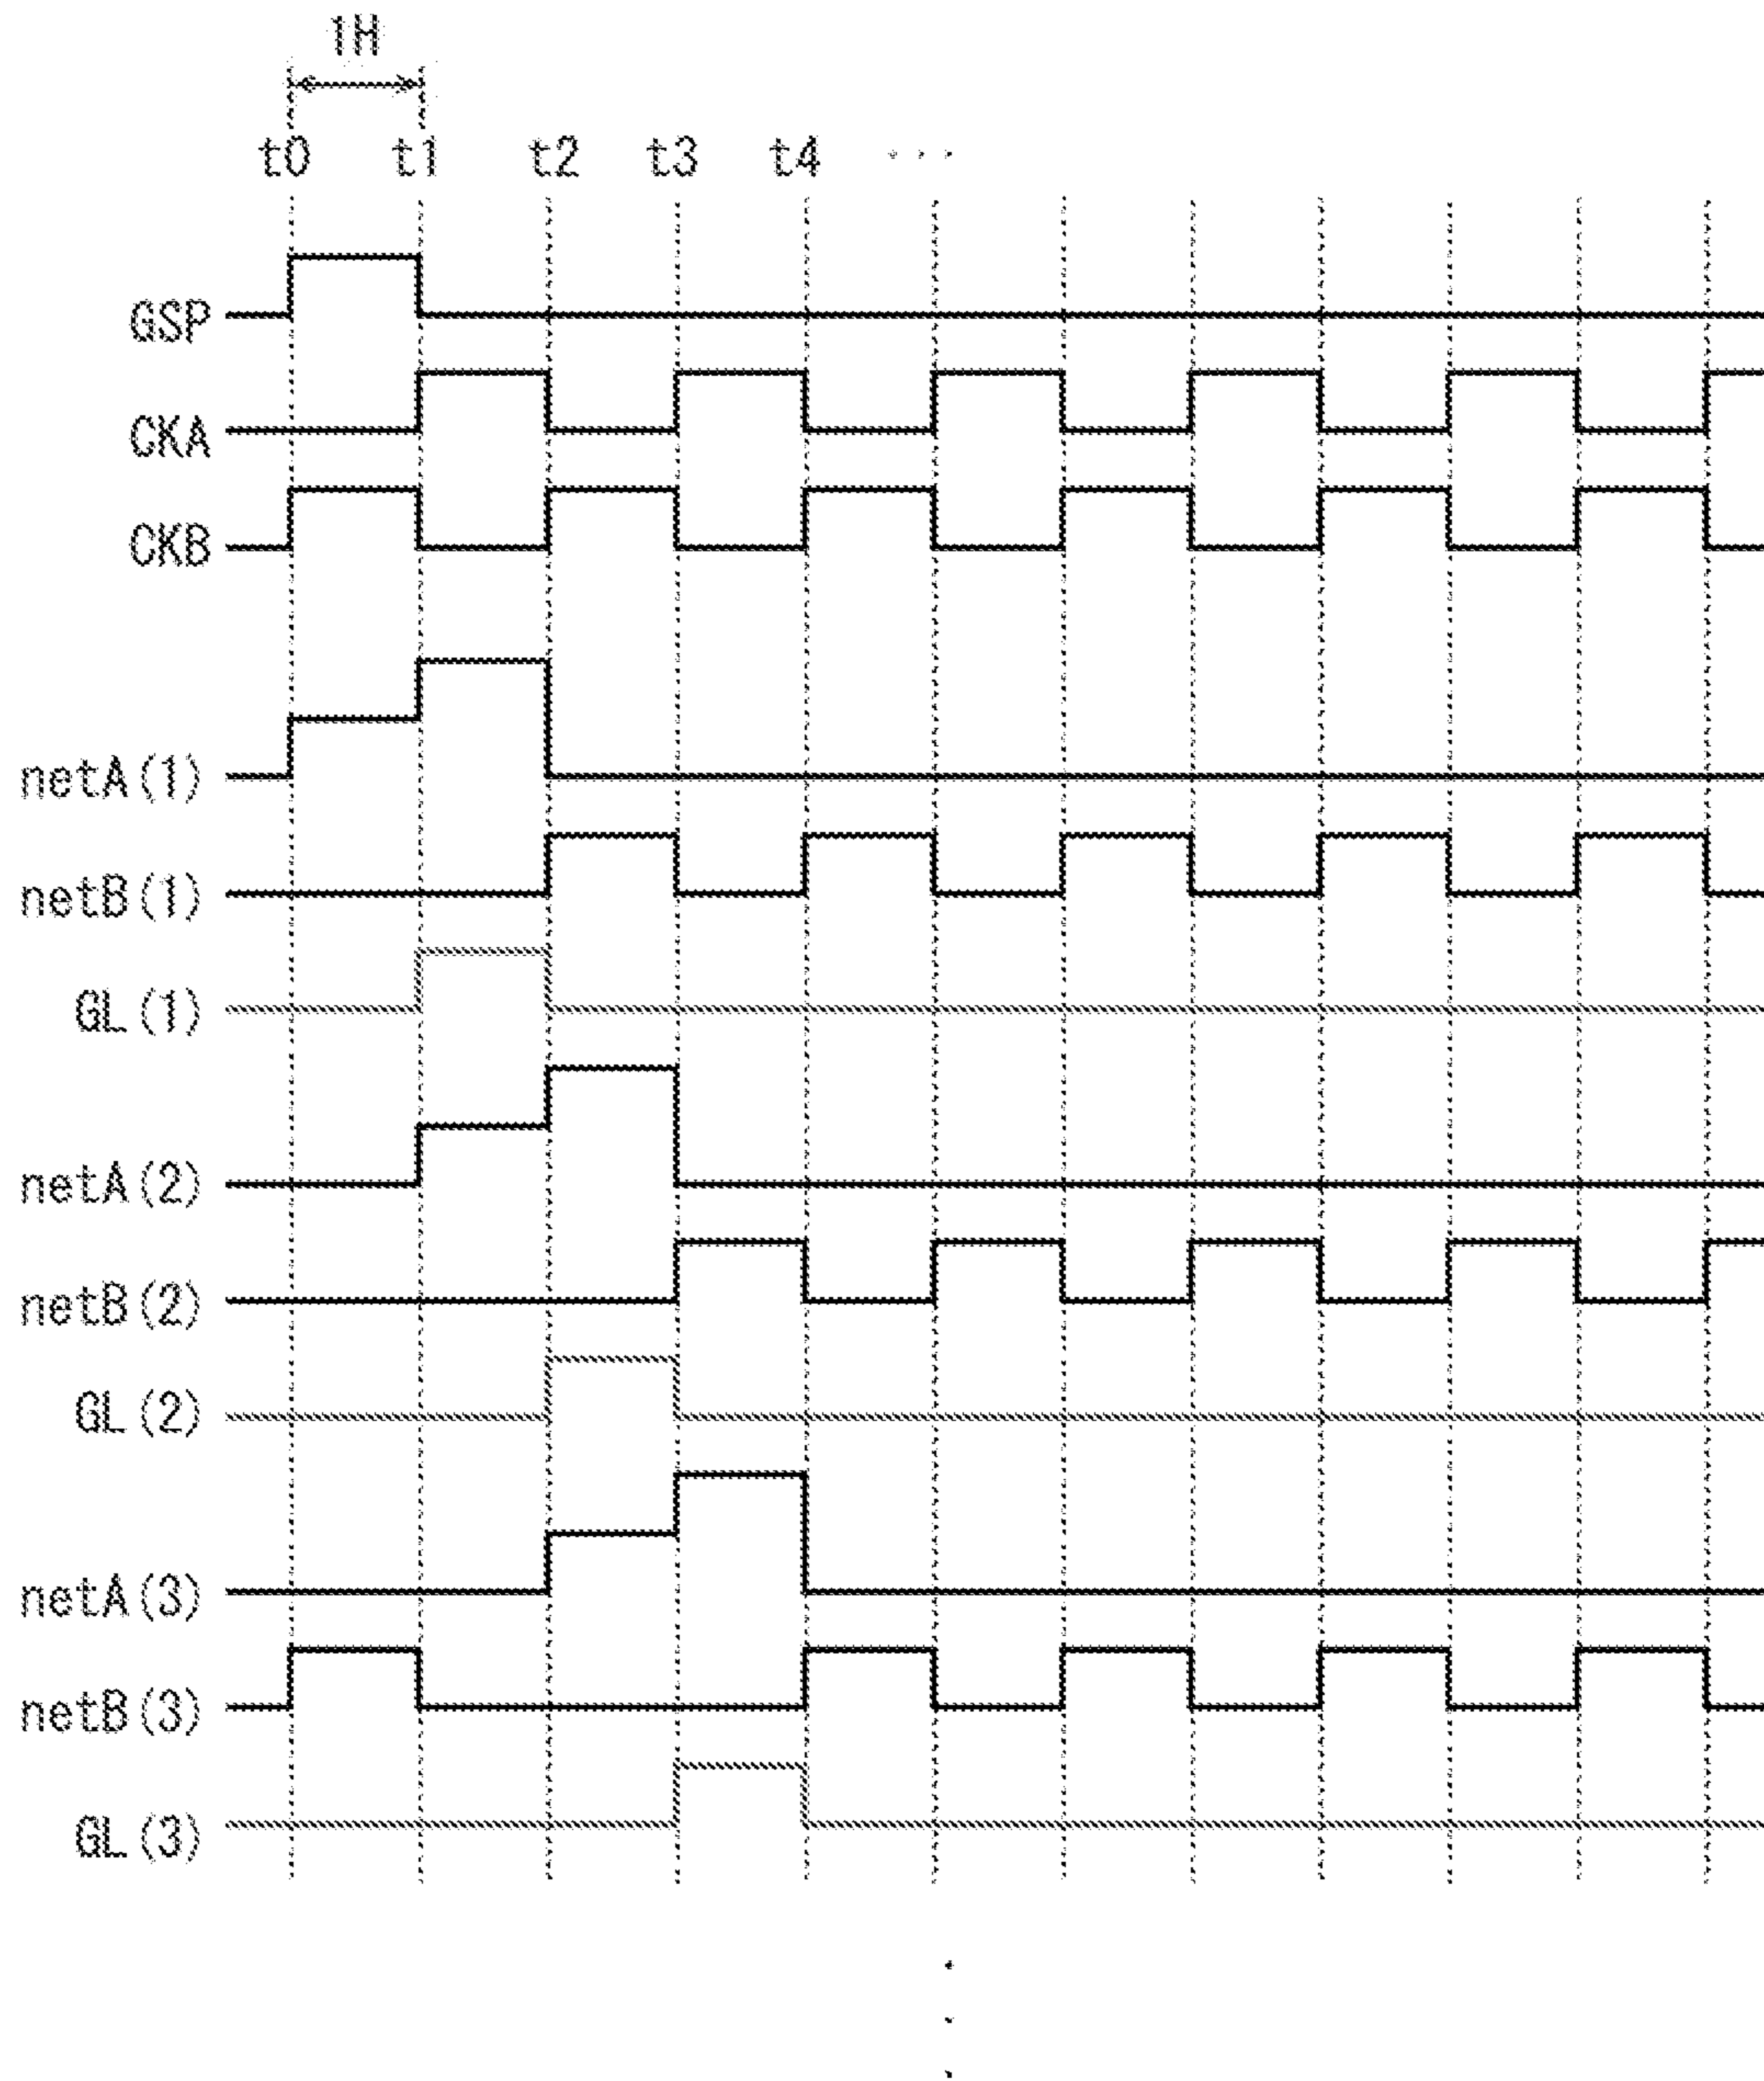 1H
t0 t1 t2 t3 t4 ...
GSP
CKA
CKB
netA(1)
netB(1)
GL(1)
netA(2)
netB(2)
GL(2)
netA(3)
netB(3)
GL(3)